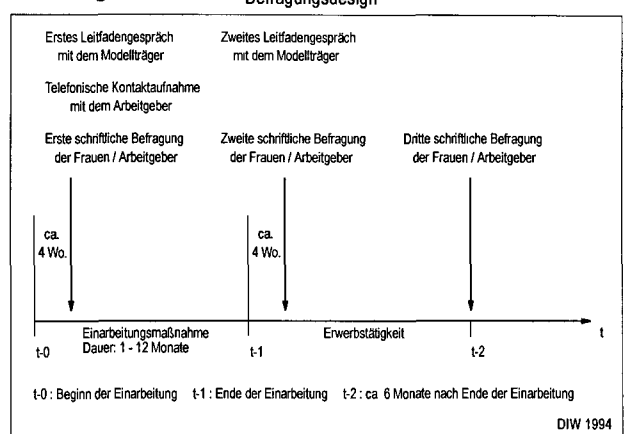 Befragungsdesign
Erstes Leitfadengespräch
mit dem Modellträger
Zweites Leitfadengespräch
mit dem Modellträger
Telefonische Kontaktaufnahme
mit dem Arbeitgeber
Erste schriftliche Befragung
der Frauen / Arbeitgeber
Zweite schriftliche Befragung
der Frauen / Arbeitgeber
Dritte schriftliche Befragung
der Frauen / Arbeitgeber
ca.
4 Wo.
ca.
4 Wo.
Einarbeitungsmaßnahme
Dauer: 1 - 12 Monate
Erwerbstätigkeit
t
t-0
t-1
t-2
t-0 : Beginn der Einarbeitung t-1 : Ende der Einarbeitung t-2 : ca 6 Monate nach Ende der Einarbeitung
DIW 1994